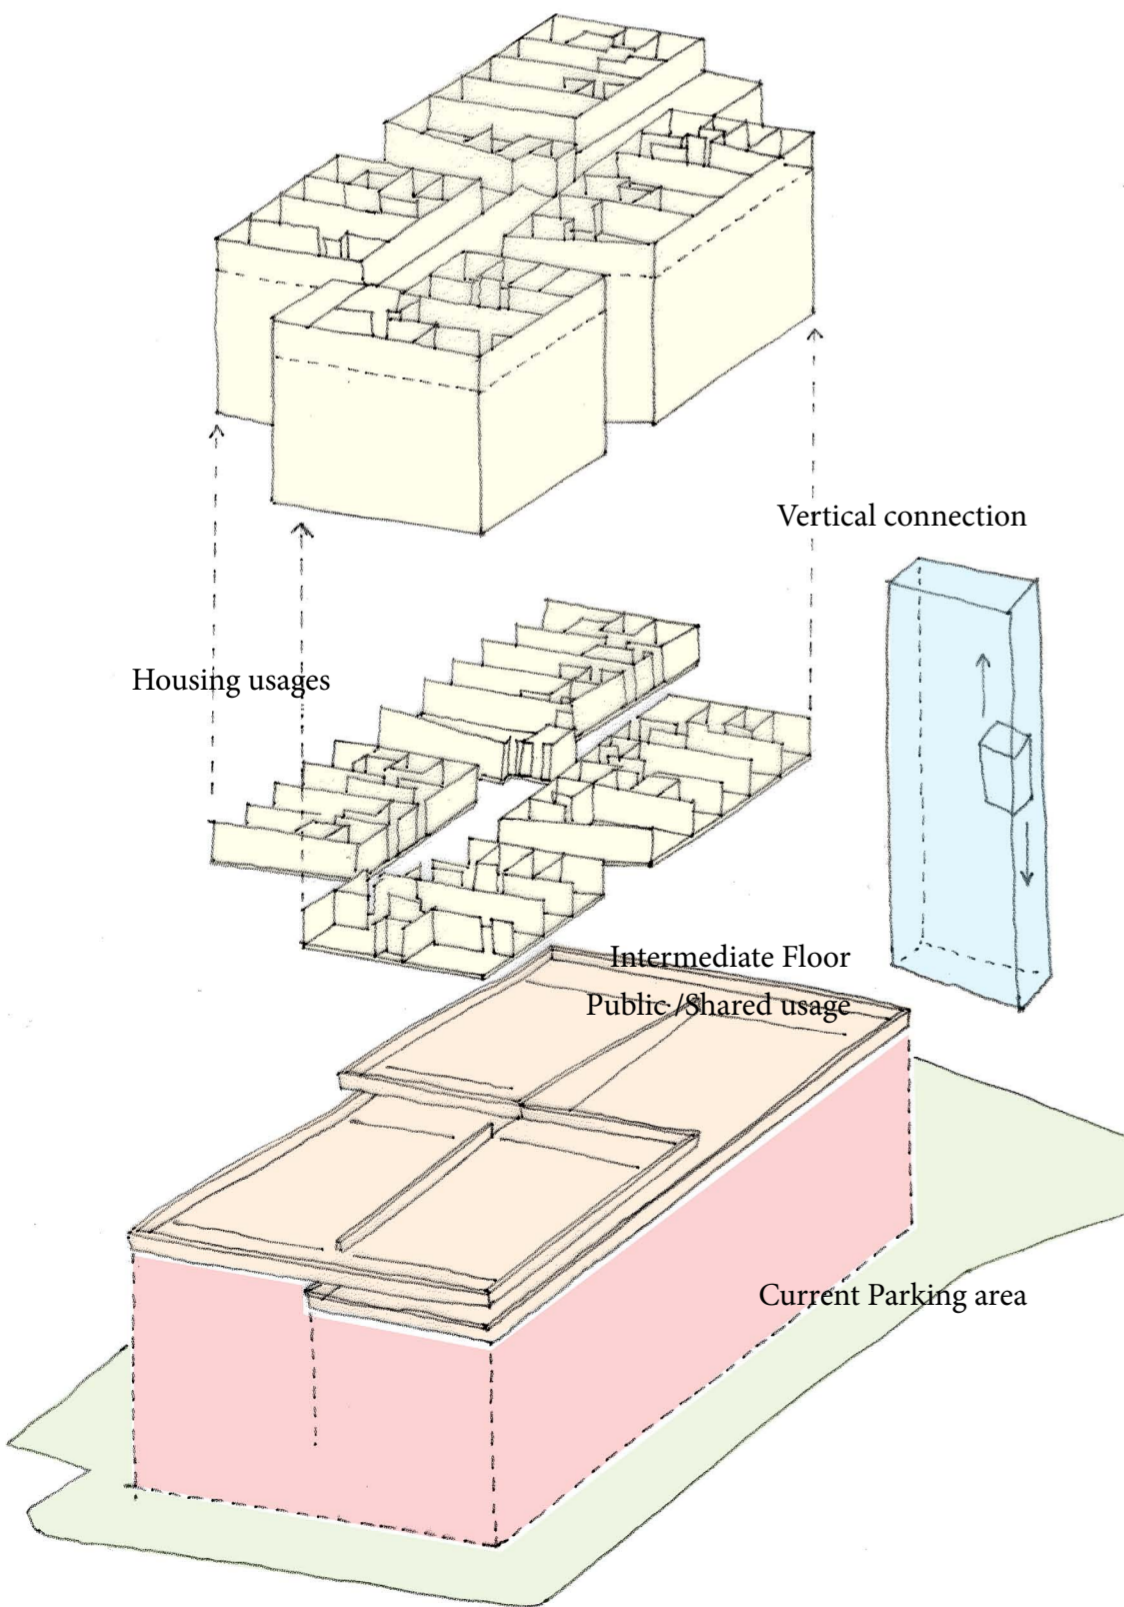 Vertical connection
Housing usages
Intermediate Floor
Public /Shared usage
Current Parking area